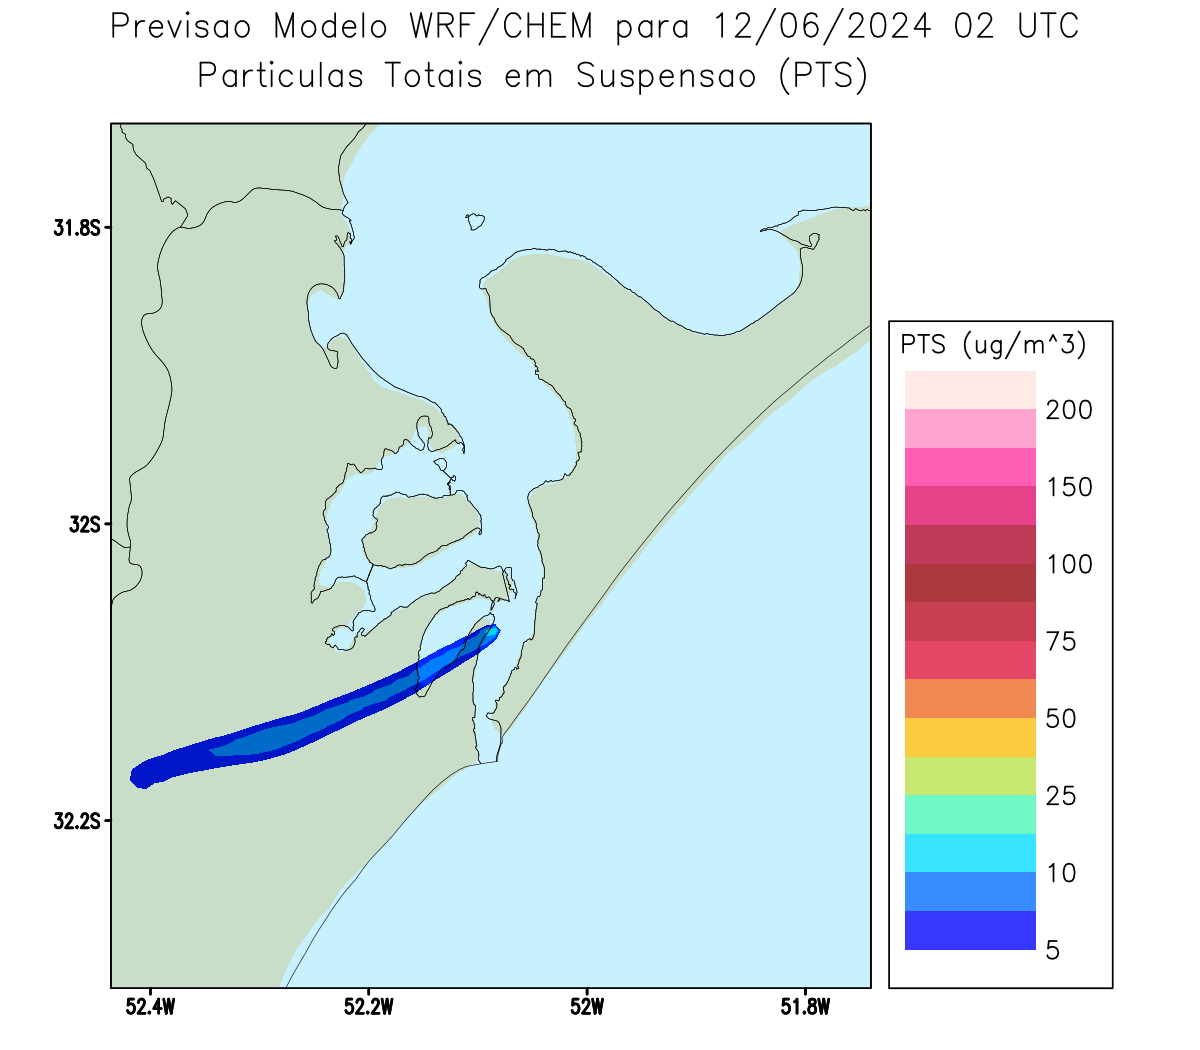 Previsao Modelo WRF/CHEM para 12/06/2024 02 UTC
Particulas Totais em Suspensao (PTS)
31.8S
32S
32.2S
52.4W
52.2W
52W
51.8W
PTS (ug/m^3)
200
150
100
75
50
25
10
5